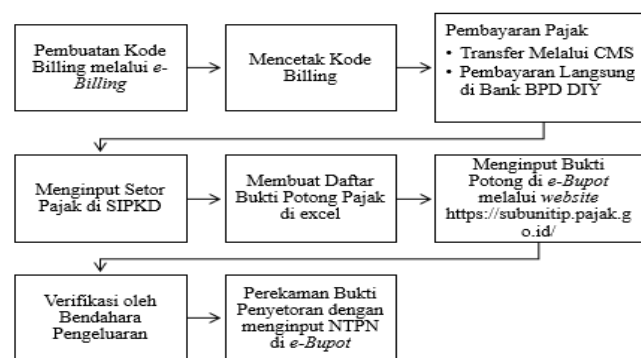 Pembuatan Kode
Billing melalui e-
Billing
Mencetak Kode
Billing
Pembayaran Pajak
• Transfer Melalui CMS
• Pembayaran Langsung
di Bank BPD DIY
Menginput Setor
Pajak di SIPKD
Membuat Daftar
Bukti Potong Pajak
di excel
Menginput Bukti
Potong di e-Bupot
melalui website
https://subunitip.pajak.g
o.id/
Verifikasi oleh
Bendahara
Pengeluaran
Perekaman Bukti
Penyetoran dengan
menginput NTPN
di e-Bupot